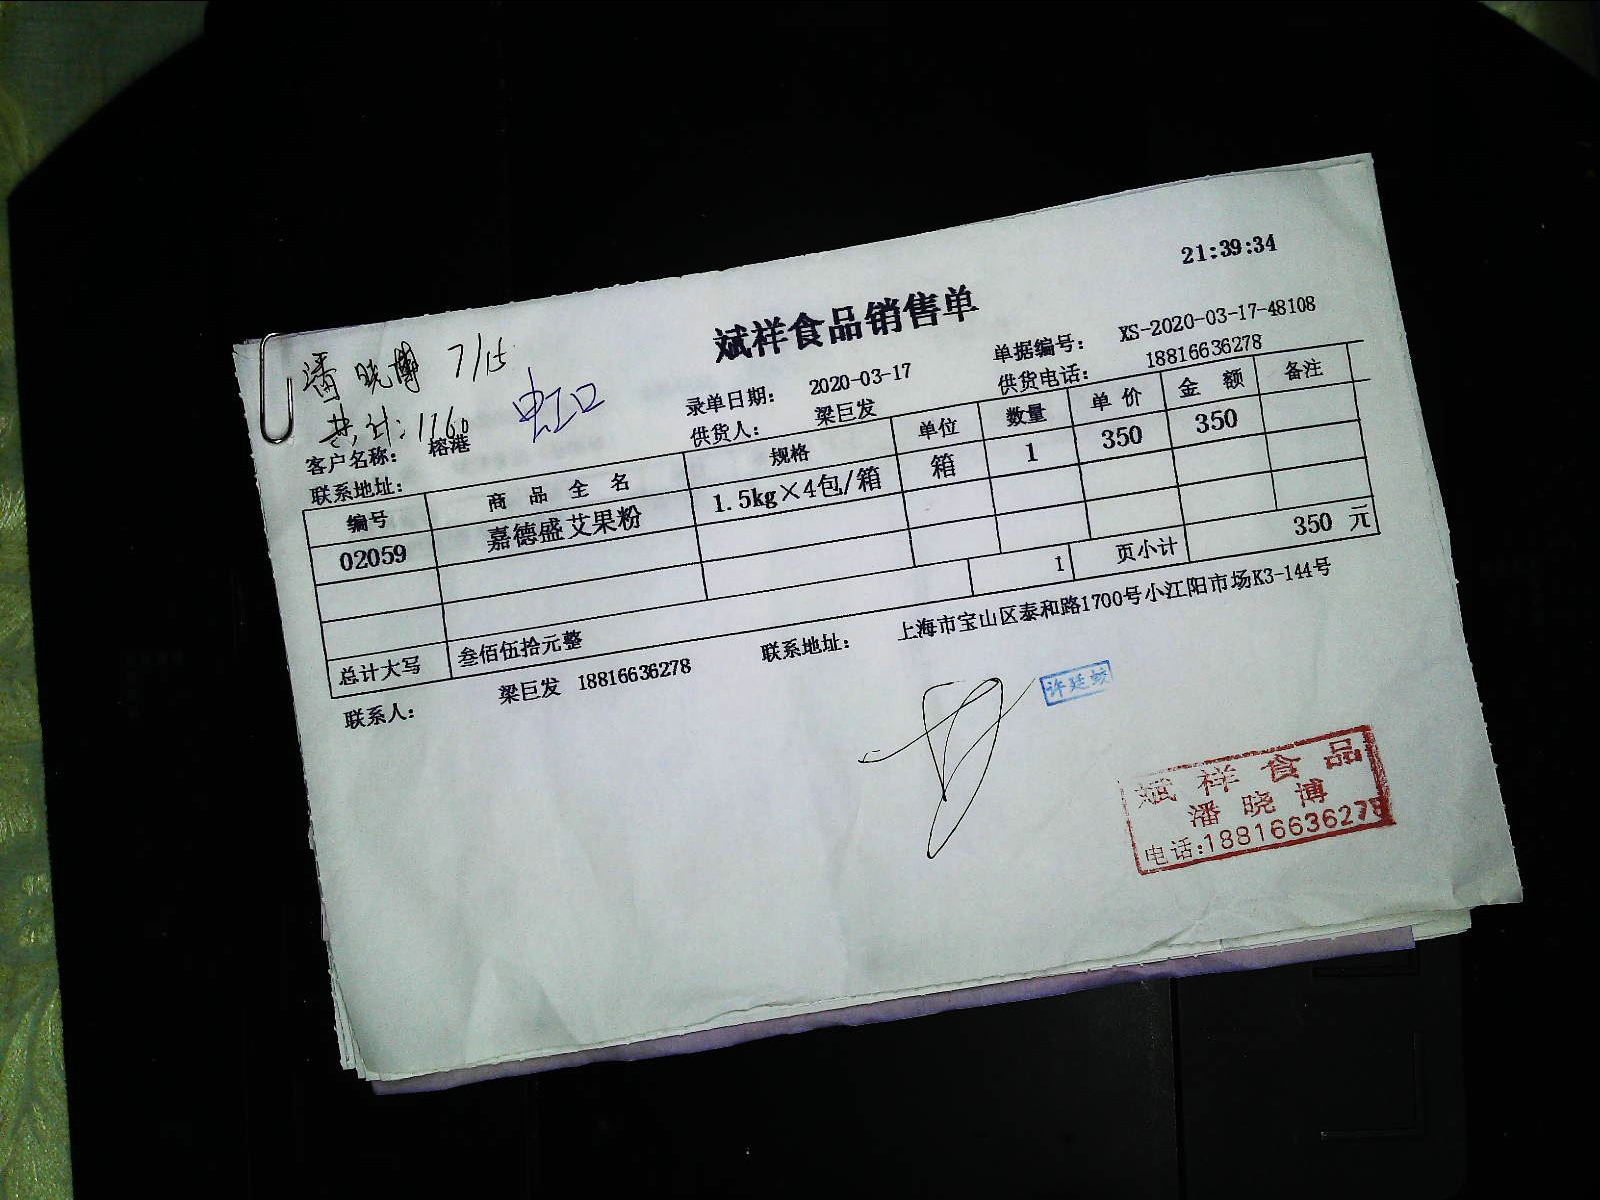 21:39:34
斌祥食品销售单
潘晓博 7/15
虹口
共计:1760
录单日期: 2020-03-17 单据编号: XS-2020-03-17-48108
客户名称: 榕港 供货人: 梁巨发 供货电话: 18816636278
联系地址:
编号 商品全名 规格 单位 数量 单价 金额 备注
02059 嘉德盛艾果粉 1.5kg×4包/箱 箱 1 350 350
1 页小计 350 元
总计大写 叁佰伍拾元整
联系人: 梁巨发 18816636278 联系地址: 上海市宝山区泰和路1700号小江阳市场K3-144号
许廷
斌祥食品
潘晓博
电话:18816636278